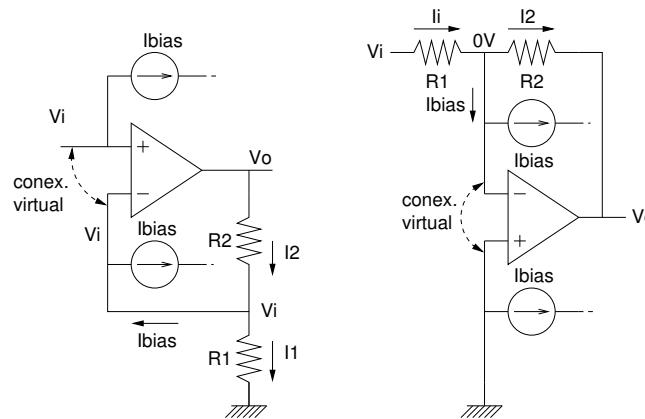 Ibias
Vi
+
Vo
conex.
virtual
−
Vi
Ibias
R2
I2
Vi
Ibias
R1
I1
Ii
I2
Vi
0V
R1
R2
Ibias
Ibias
conex.
virtual
−
+
Ibias